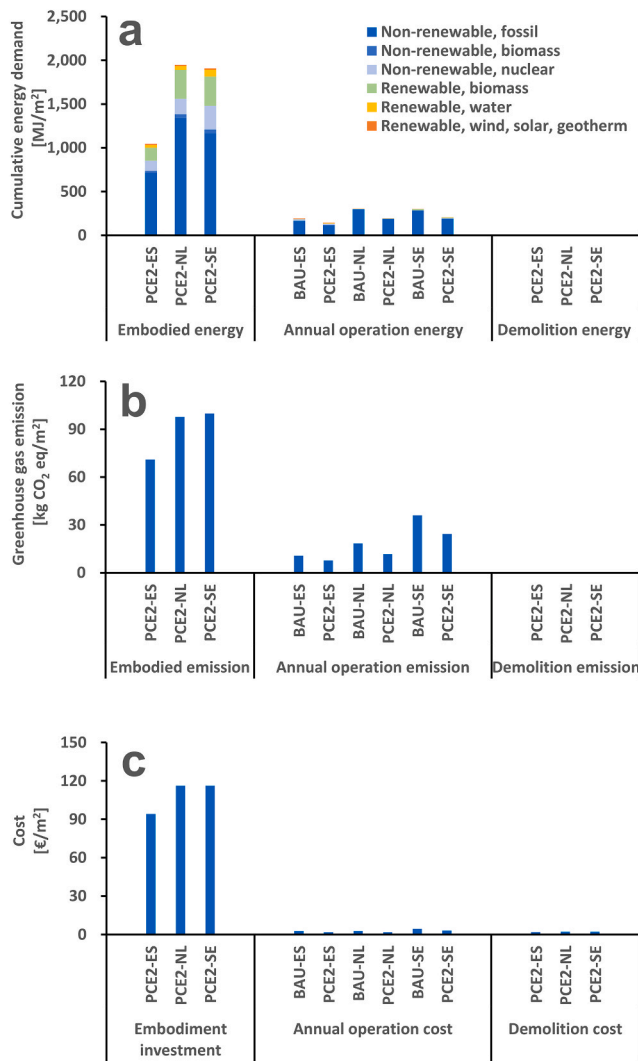 a
Cumulative energy demand
[MJ/m²]
2,500
2,000
1,500
1,000
500
0
Non-renewable, fossil
Non-renewable, biomass
Non-renewable, nuclear
Renewable, biomass
Renewable, water
Renewable, wind, solar, geotherm
PCE2-ES
PCE2-NL
PCE2-SE
BAU-ES
PCE2-ES
BAU-NL
PCE2-NL
BAU-SE
PCE2-SE
PCE2-ES
PCE2-NL
PCE2-SE
Embodied energy
Annual operation energy
Demolition energy
b
Greenhouse gas emission
[kg CO₂ eq/m²]
120
90
60
30
0
PCE2-ES
PCE2-NL
PCE2-SE
BAU-ES
PCE2-ES
BAU-NL
PCE2-NL
BAU-SE
PCE2-SE
PCE2-ES
PCE2-NL
PCE2-SE
Embodied emission
Annual operation emission
Demolition emission
c
Cost
[€/m²]
150
120
90
60
30
0
PCE2-ES
PCE2-NL
PCE2-SE
BAU-ES
PCE2-ES
BAU-NL
PCE2-NL
BAU-SE
PCE2-SE
PCE2-ES
PCE2-NL
PCE2-SE
Embodiment
investment
Annual operation cost
Demolition cost